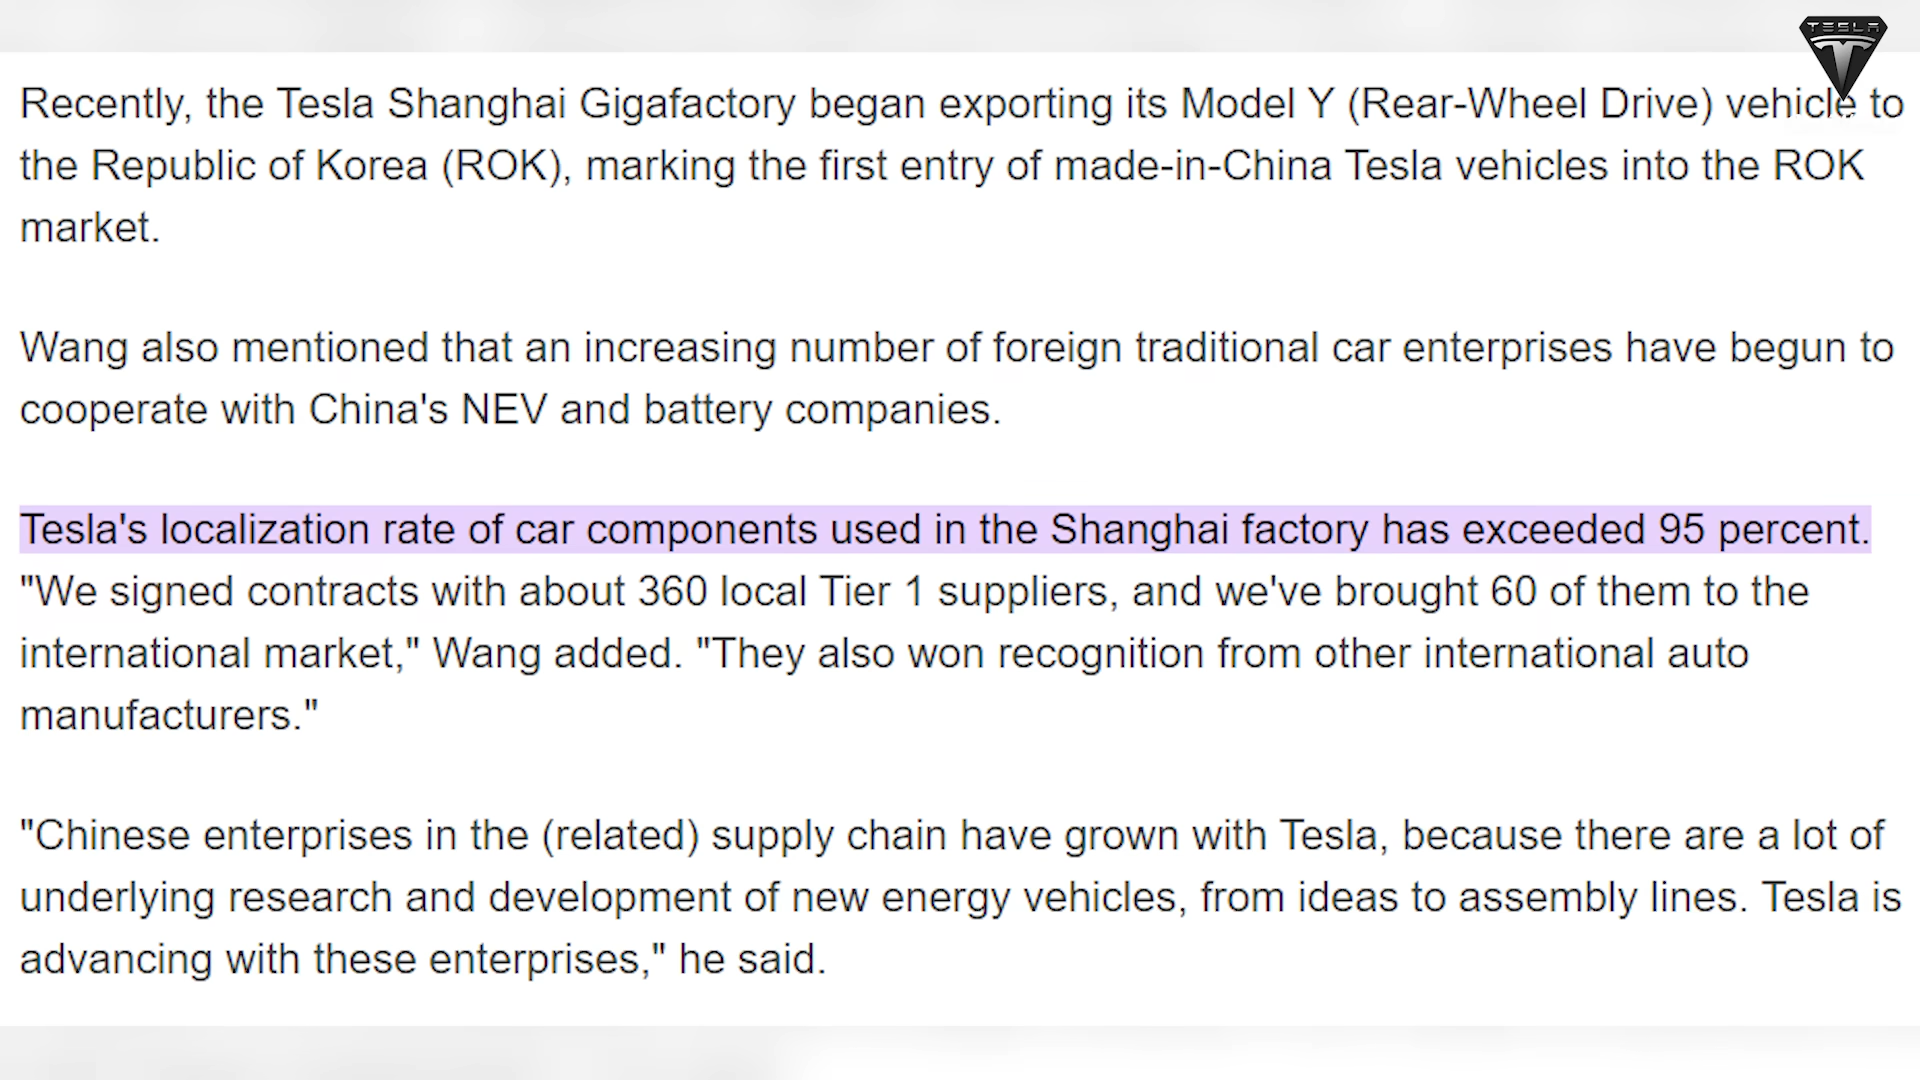 TESLA
Recently, the Tesla Shanghai Gigafactory began exporting its Model Y (Rear-Wheel Drive) vehicle to
the Republic of Korea (ROK), marking the first entry of made-in-China Tesla vehicles into the ROK
market.
Wang also mentioned that an increasing number of foreign traditional car enterprises have begun to
cooperate with China's NEV and battery companies.
Tesla's localization rate of car components used in the Shanghai factory has exceeded 95 percent.
"We signed contracts with about 360 local Tier 1 suppliers, and we've brought 60 of them to the
international market," Wang added. "They also won recognition from other international auto
manufacturers."
"Chinese enterprises in the (related) supply chain have grown with Tesla, because there are a lot of
underlying research and development of new energy vehicles, from ideas to assembly lines. Tesla is
advancing with these enterprises," he said.